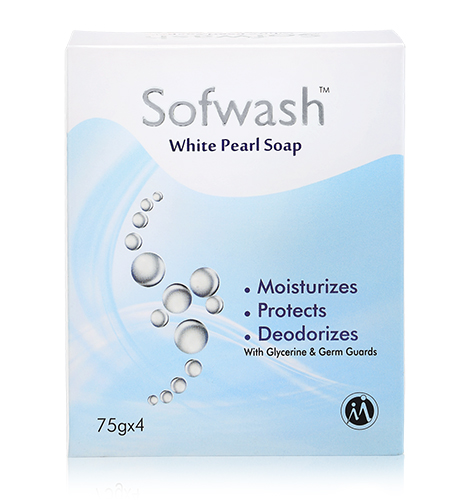 Sofwash™
White Pearl Soap
• Moisturizes
• Protects
• Deodorizes
With Glycerine & Germ Guards
75gx4